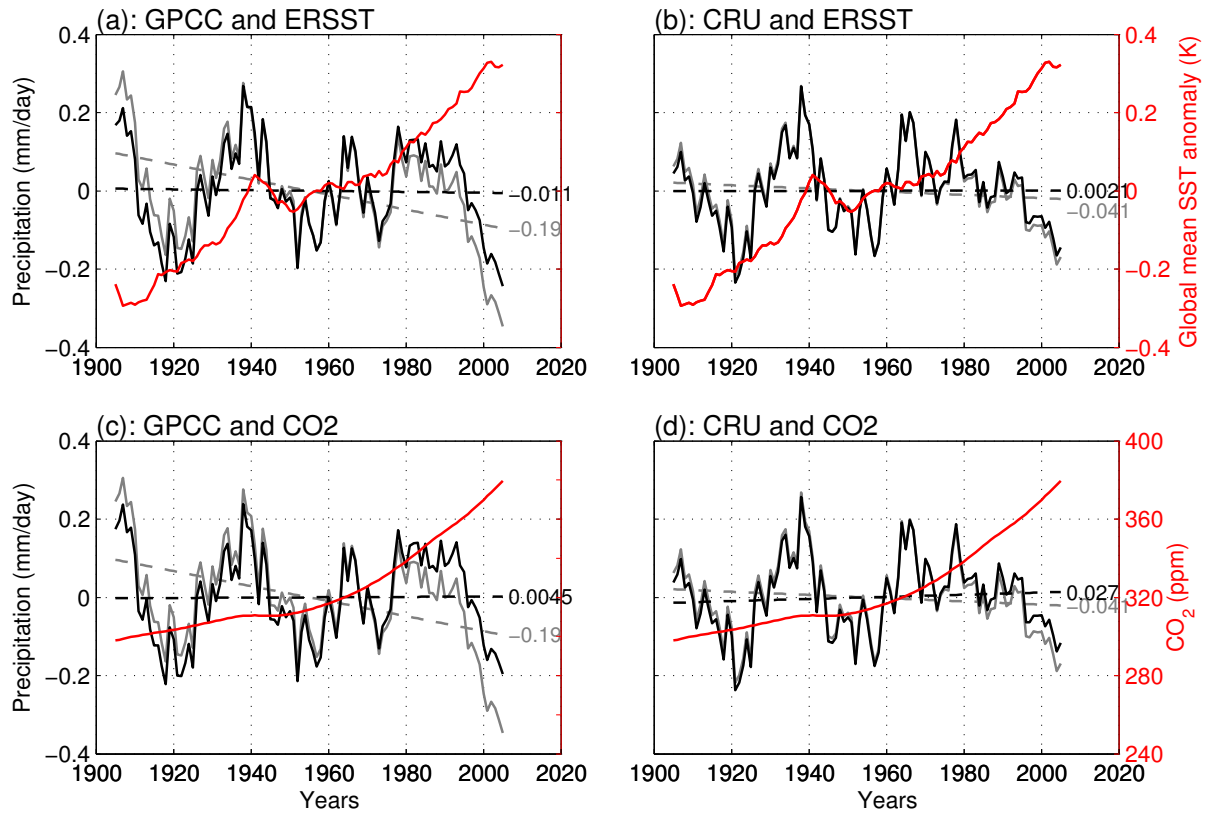 (a): GPCC and ERSST
(b): CRU and ERSST
Precipitation (mm/day)
0.4
0.2
0
−0.2
−0.4
−0.011
−0.19
1900 1920 1940 1960 1980 2000 2020
0.0021
−0.041
1900 1920 1940 1960 1980 2000 2020
0.4
0.2
0
−0.2
−0.4
Global mean SST anomaly (K)
(c): GPCC and CO2
(d): CRU and CO2
Precipitation (mm/day)
0.4
0.2
0
−0.2
−0.4
0.0045
−0.19
1900 1920 1940 1960 1980 2000 2020
Years
0.027
−0.041
1900 1920 1940 1960 1980 2000 2020
Years
400
360
320
280
240
CO₂ (ppm)